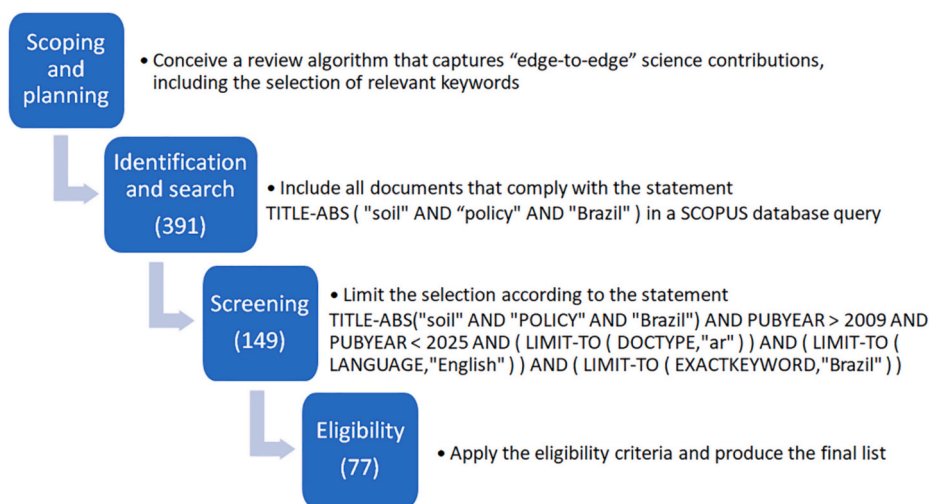 Scoping
and
planning
• Conceive a review algorithm that captures “edge-to-edge” science contributions,
including the selection of relevant keywords
Identification
and search
(391)
• Include all documents that comply with the statement
TITLE-ABS ( "soil" AND “policy" AND "Brazil" ) in a SCOPUS database query
Screening
(149)
• Limit the selection according to the statement
TITLE-ABS("soil" AND "POLICY" AND "Brazil") AND PUBYEAR > 2009 AND
PUBYEAR < 2025 AND ( LIMIT-TO ( DOCTYPE,"ar" ) ) AND ( LIMIT-TO (
LANGUAGE,"English" ) ) AND ( LIMIT-TO ( EXACTKEYWORD,"Brazil" ) )
Eligibility
(77)
• Apply the eligibility criteria and produce the final list